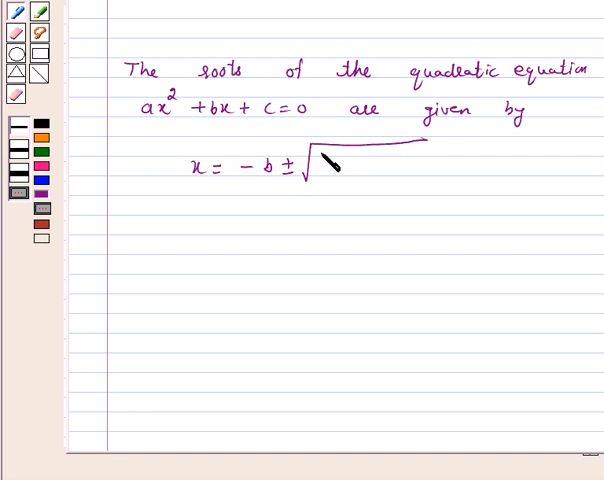 The roots of the quadratic equation
ax² + bx + c = 0 are given by
x = - b ± √